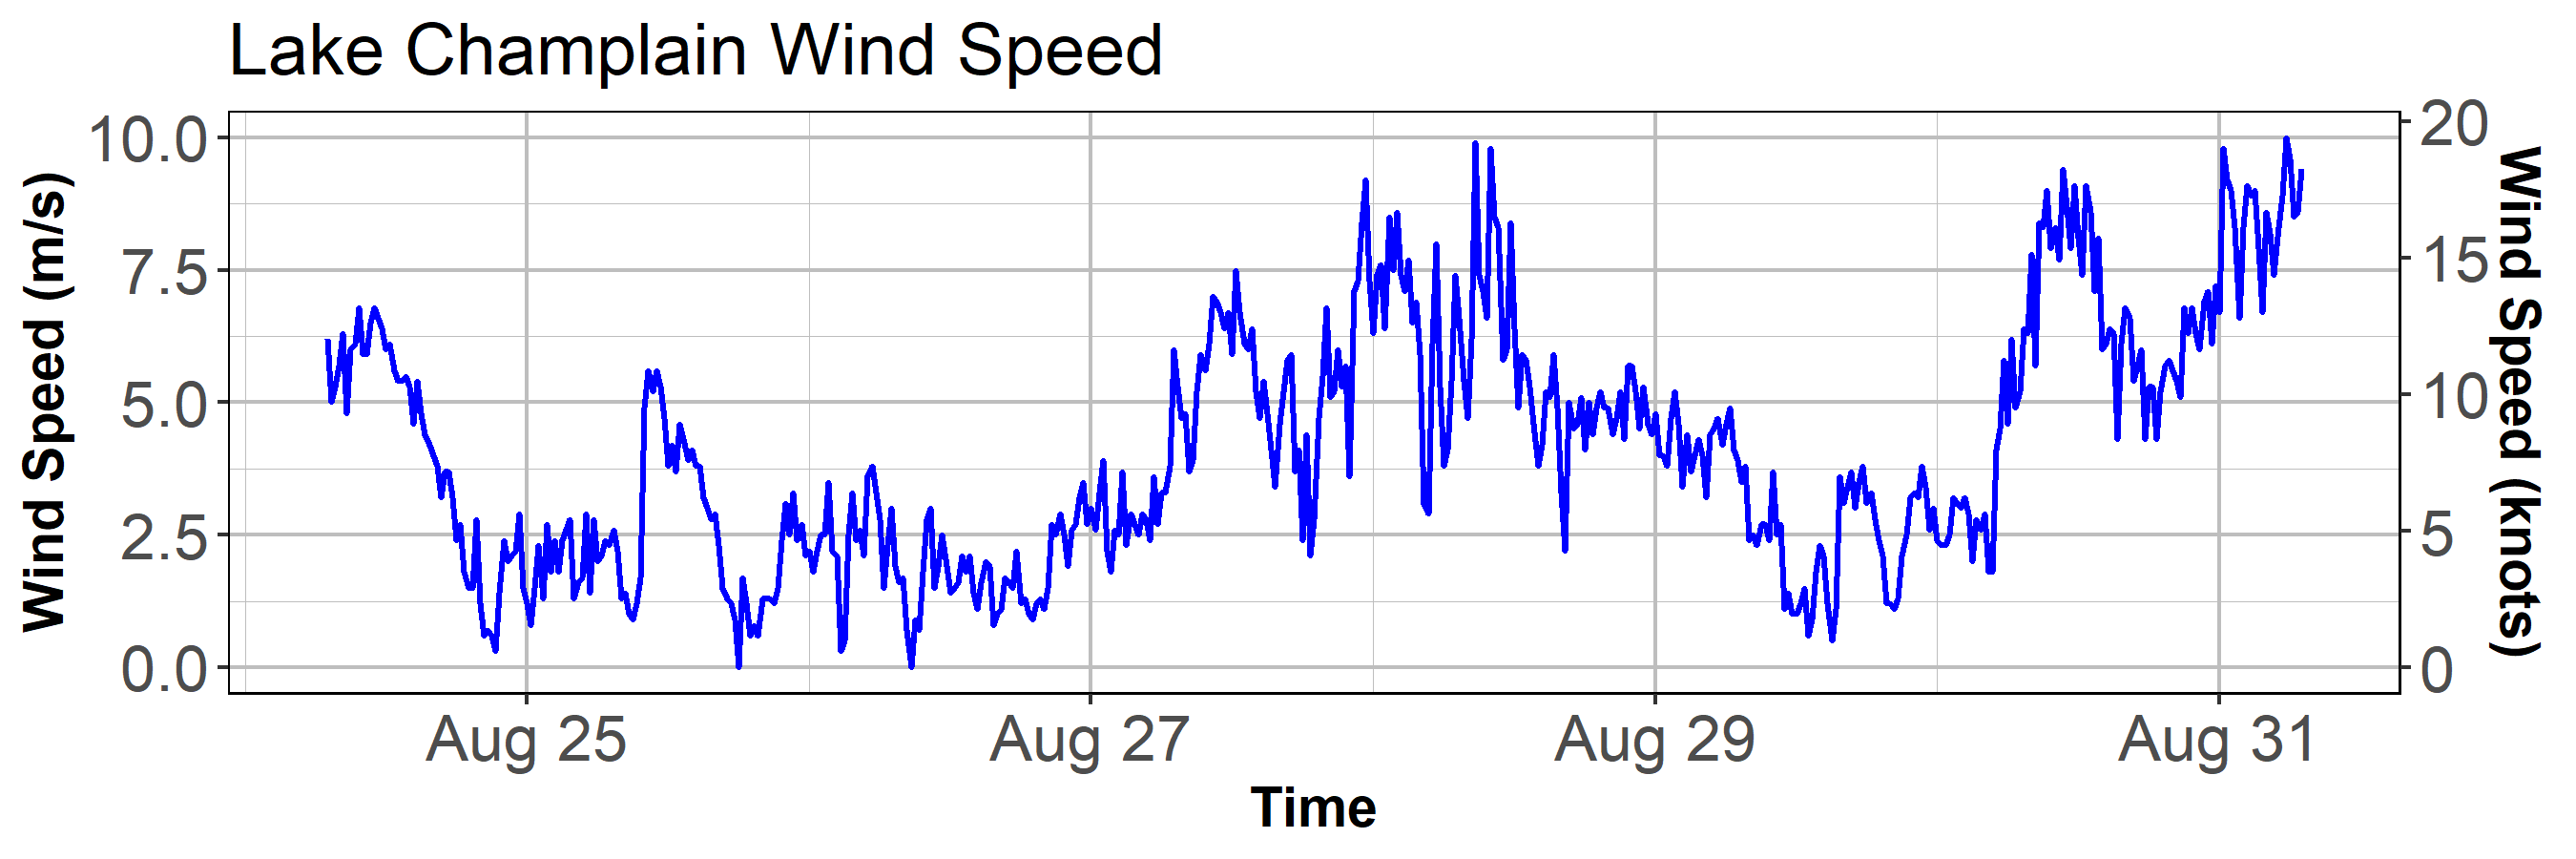 Lake Champlain Wind Speed
Wind Speed (m/s)
10.0
7.5
5.0
2.5
0.0
20
15
10
5
0
Wind Speed (knots)
Aug 25
Aug 27
Aug 29
Aug 31
Time